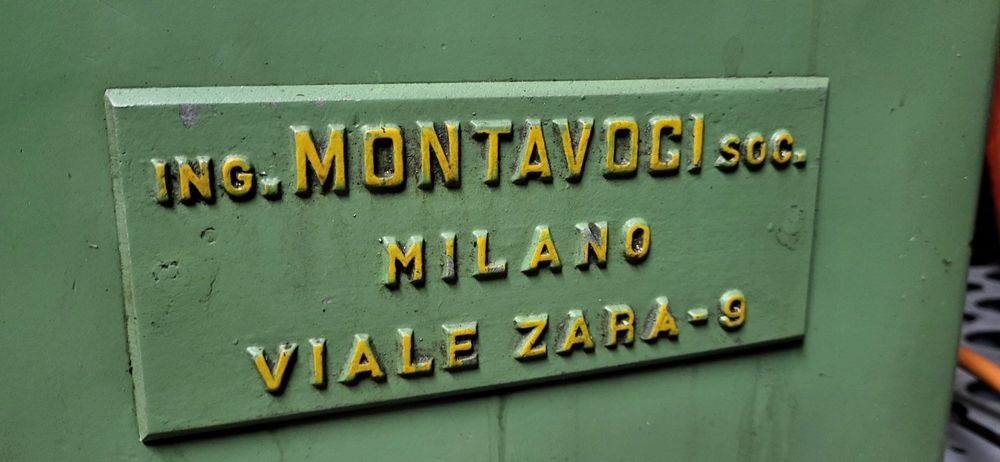 ING. MONTAVOCI SOC.
MILANO
VIALE ZARA-9